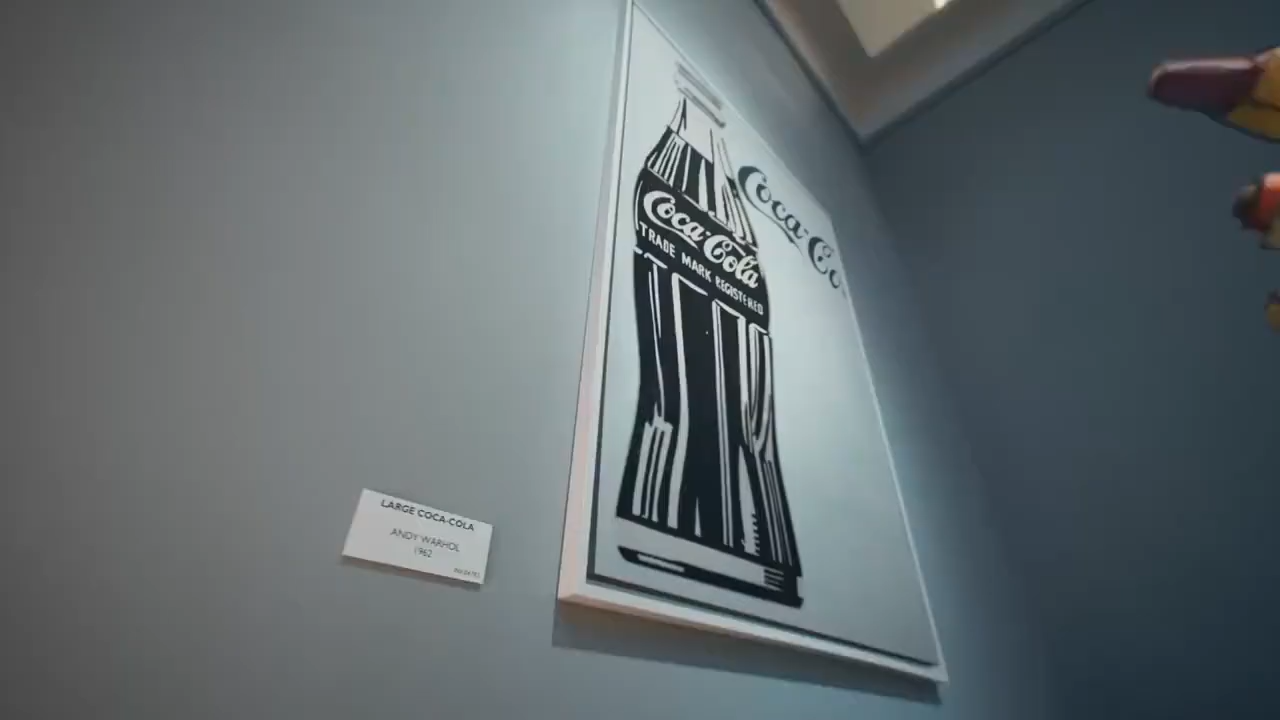 Coca-Cola
TRADE MARK REGISTERED
Coca-Co
LARGE COCA-COLA
ANDY WARHOL
1962